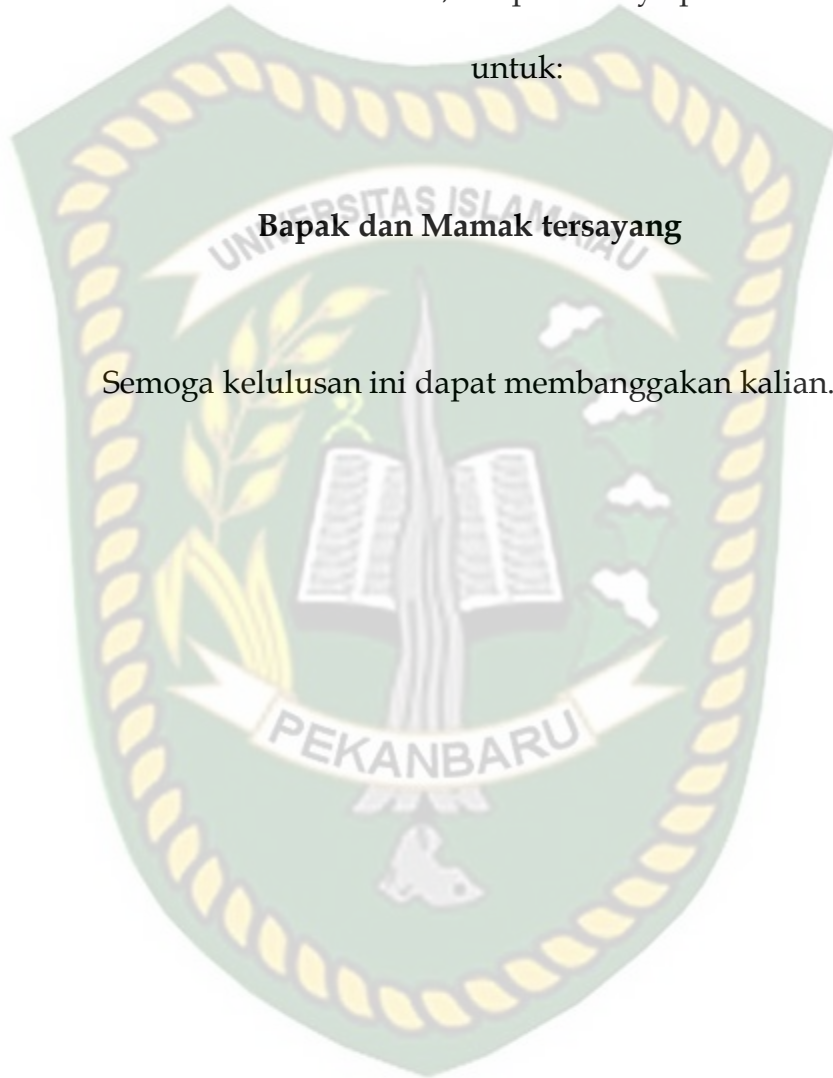 untuk:
UNIVERSITAS ISLAM RIAU
Bapak dan Mamak tersayang
Semoga kelulusan ini dapat membanggakan kalian.
PEKANBARU